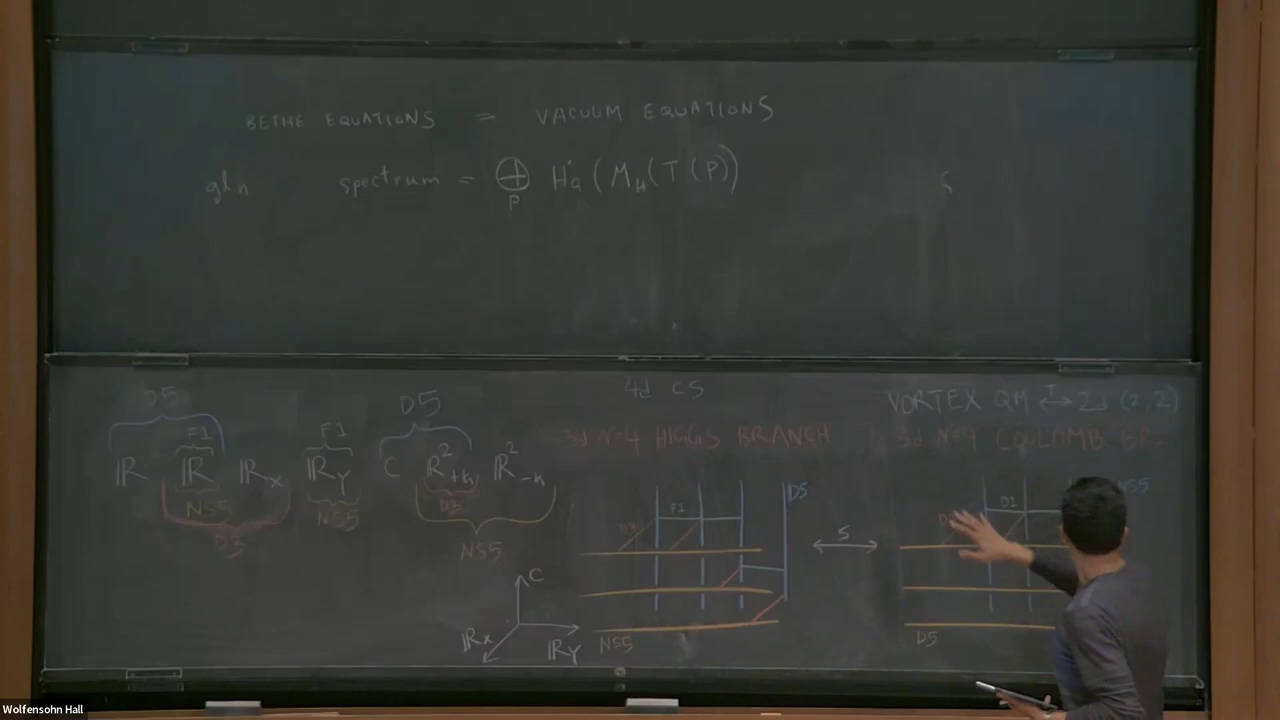 BETHE EQUATIONS = VACUUM EQUATIONS
gl_n spectrum = ⊕_P H_a^•(M_H(T(P))
4d CS
D5
F1
F1
D5
ℝ ℝ ℝ_x ℝ_Y C ℝ²_{+ħ} ℝ²_{-ħ}
NS5
D3
NS5
D3
NS5
3d N=4 HIGGS BRANCH
D3
F1
D5
NS5
C
ℝ_x
ℝ_Y
S
VORTEX QM ↔ 2d (2,2)
3d N=4 COULOMB BR
D1
NS5
D5
Wolfensohn Hall